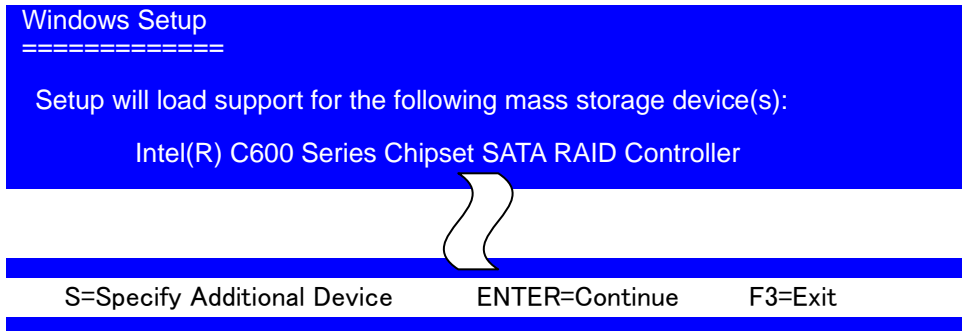 Windows Setup
=============
Setup will load support for the following mass storage device(s):
Intel(R) C600 Series Chipset SATA RAID Controller
S=Specify Additional Device ENTER=Continue F3=Exit